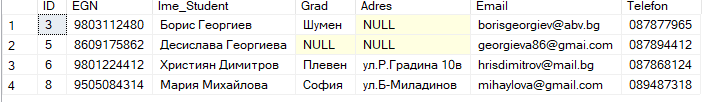 ID EGN Ime_Student Grad Adres Email Telefon
1 3 9803112480 Борис Георгиев Шумен NULL borisgeorgiev@abv.bg 087877965
2 5 8609175862 Десислава Георгиева NULL NULL georgieva86@gmai.com 087894412
3 6 9801224412 Християн Димитров Плевен ул.Р.Градина 10в hrisdimitrov@mail.bg 087868124
4 8 9505084314 Мария Михайлова София ул.Б-Миладинов mihaylova@gmail.com 089487318